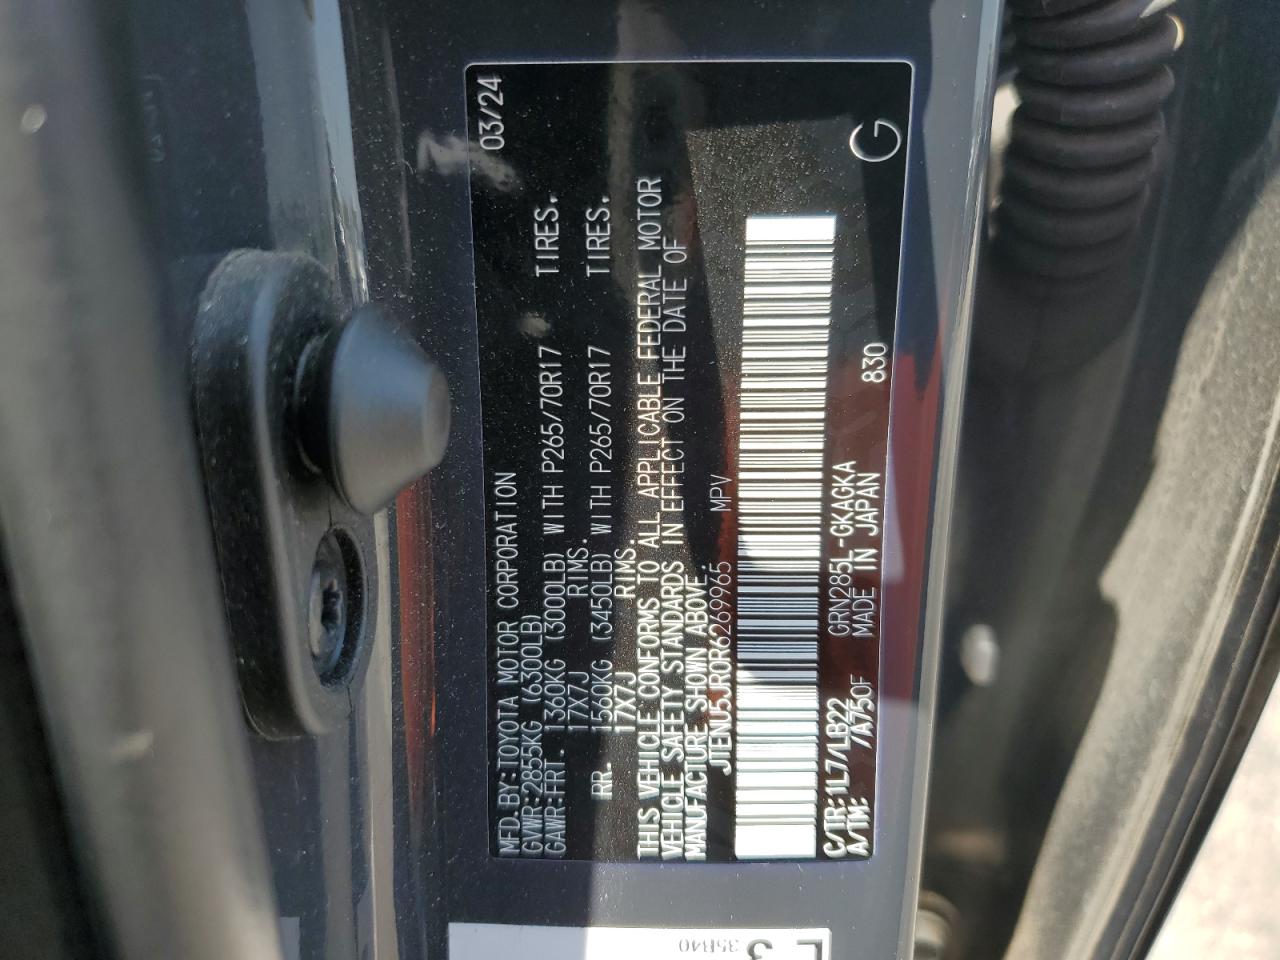 MFD.BY:TOYOTA MOTOR CORPORATION 03/24
GVWR:2855KG (6300LB)
GAWR:FRT. 1360KG (3000LB) WITH P265/70R17 TIRES.
17X7J RIMS.
RR. 1560KG (3450LB) WITH P265/70R17 TIRES.
17X7J RIMS.
THIS VEHICLE CONFORMS TO ALL APPLICABLE FEDERAL MOTOR
VEHICLE SAFETY STANDARDS IN EFFECT ON THE DATE OF
MANUFACTURE SHOWN ABOVE.
JTENU5JR0R6269965 MPV
C/TR:1L7/LB22 GRN285L-GKAGKA 830
A/TM: /A750F MADE IN JAPAN
G
35B40